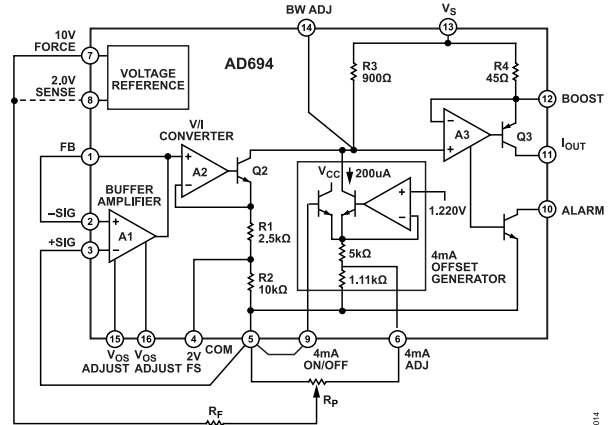 BW ADJ
14
VS
13
10V
FORCE
7
2.0V
SENSE
8
VOLTAGE
REFERENCE
AD694
R3
900Ω
R4
45Ω
12
BOOST
V/I
CONVERTER
FB
1
+
A2
−
Q2
−
A3
+
Q3
11
IOUT
VCC
200uA
+
−
1.220V
BUFFER
AMPLIFIER
−SIG
2
+
A1
+SIG
3
−
R1
2.5kΩ
5kΩ
1.11kΩ
4mA
OFFSET
GENERATOR
10
ALARM
R2
10kΩ
15
16
4
5
9
6
VOS
ADJUST
VOS
ADJUST
2V
FS
COM
4mA
ON/OFF
4mA
ADJ
RF
RP
014